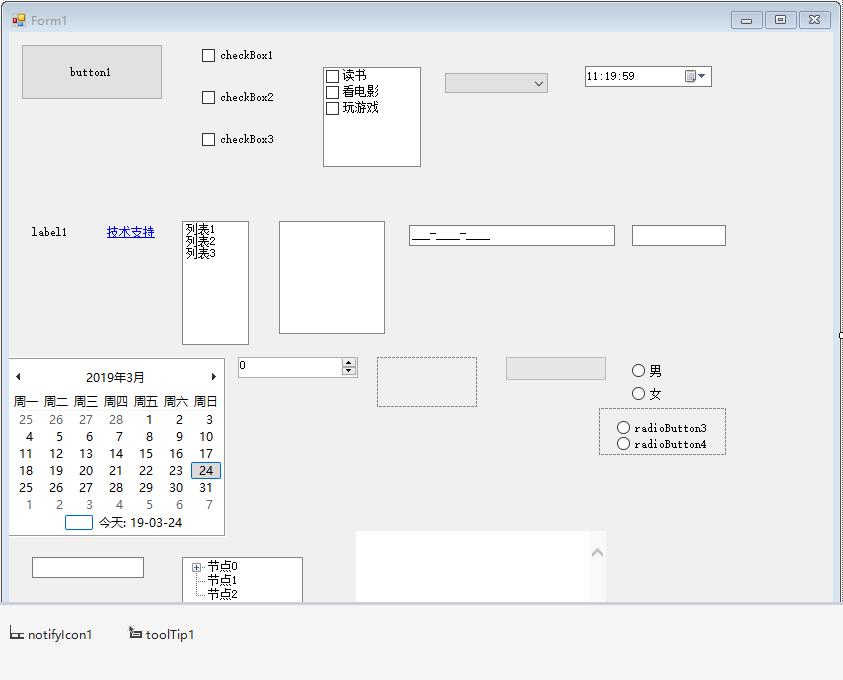 Form1
button1
checkBox1
checkBox2
checkBox3
读书
看电影
玩游戏
11:19:59
label1
技术支持
列表1
列表2
列表3
___-____-____
2019年3月
周一 周二 周三 周四 周五 周六 周日
25 26 27 28 1 2 3
4 5 6 7 8 9 10
11 12 13 14 15 16 17
18 19 20 21 22 23 24
25 26 27 28 29 30 31
1 2 3 4 5 6 7
今天: 19-03-24
0
男
女
radioButton3
radioButton4
节点0
节点1
节点2
notifyIcon1
toolTip1